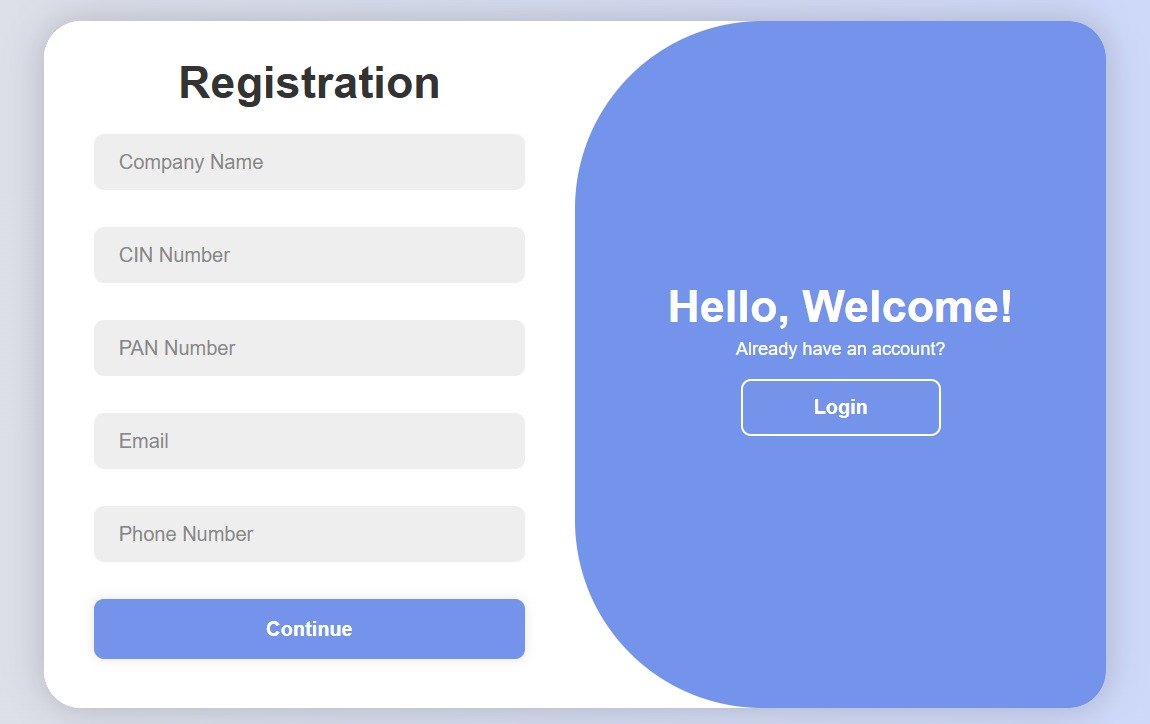 Registration
Company Name
CIN Number
PAN Number
Email
Phone Number
Continue
Hello, Welcome!
Already have an account?
Login